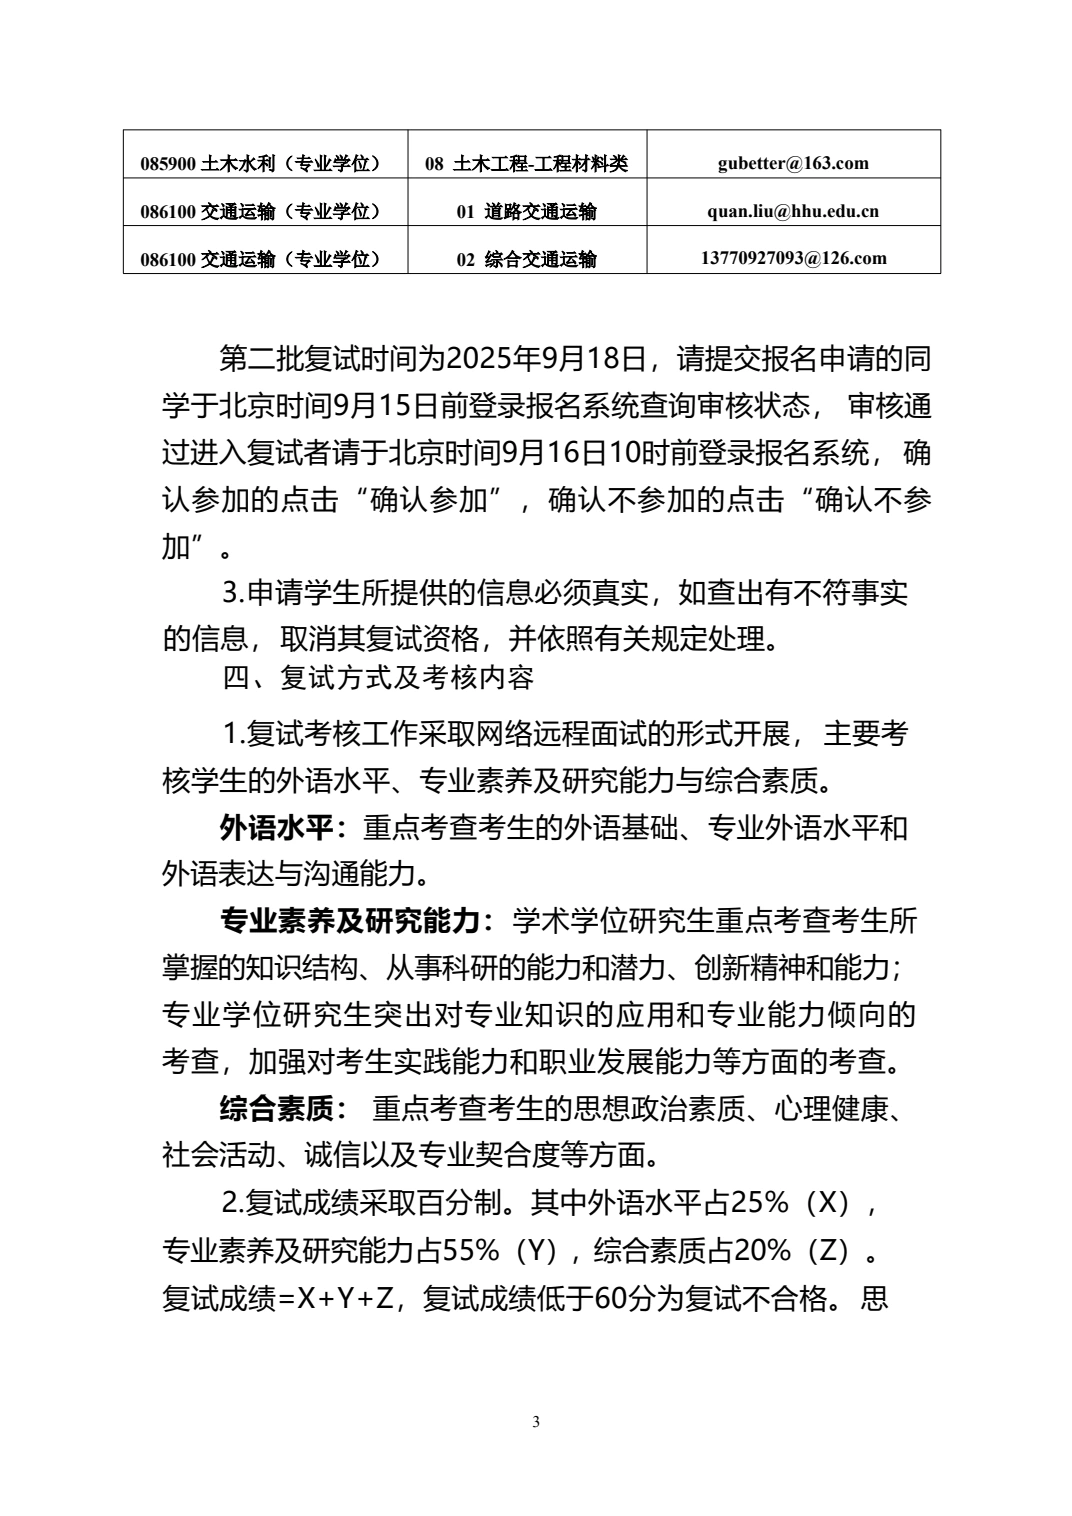 085900 土木水利（专业学位） 08 土木工程-工程材料类 gubetter@163.com
086100 交通运输（专业学位） 01 道路交通运输 quan.liu@hhu.edu.cn
086100 交通运输（专业学位） 02 综合交通运输 13770927093@126.com
第二批复试时间为2025年9月18日，请提交报名申请的同
学于北京时间9月15日前登录报名系统查询审核状态， 审核通
过进入复试者请于北京时间9月16日10时前登录报名系统， 确
认参加的点击“确认参加”，确认不参加的点击“确认不参
加”。
3.申请学生所提供的信息必须真实，如查出有不符事实
的信息，取消其复试资格，并依照有关规定处理。
四、复试方式及考核内容
1.复试考核工作采取网络远程面试的形式开展， 主要考
核学生的外语水平、专业素养及研究能力与综合素质。
外语水平：重点考查考生的外语基础、专业外语水平和
外语表达与沟通能力。
专业素养及研究能力：学术学位研究生重点考查考生所
掌握的知识结构、从事科研的能力和潜力、创新精神和能力；
专业学位研究生突出对专业知识的应用和专业能力倾向的
考查，加强对考生实践能力和职业发展能力等方面的考查。
综合素质： 重点考查考生的思想政治素质、心理健康、
社会活动、诚信以及专业契合度等方面。
2.复试成绩采取百分制。其中外语水平占25%（X），
专业素养及研究能力占55%（Y）, 综合素质占20%（Z）。
复试成绩=X+Y+Z，复试成绩低于60分为复试不合格。 思
3